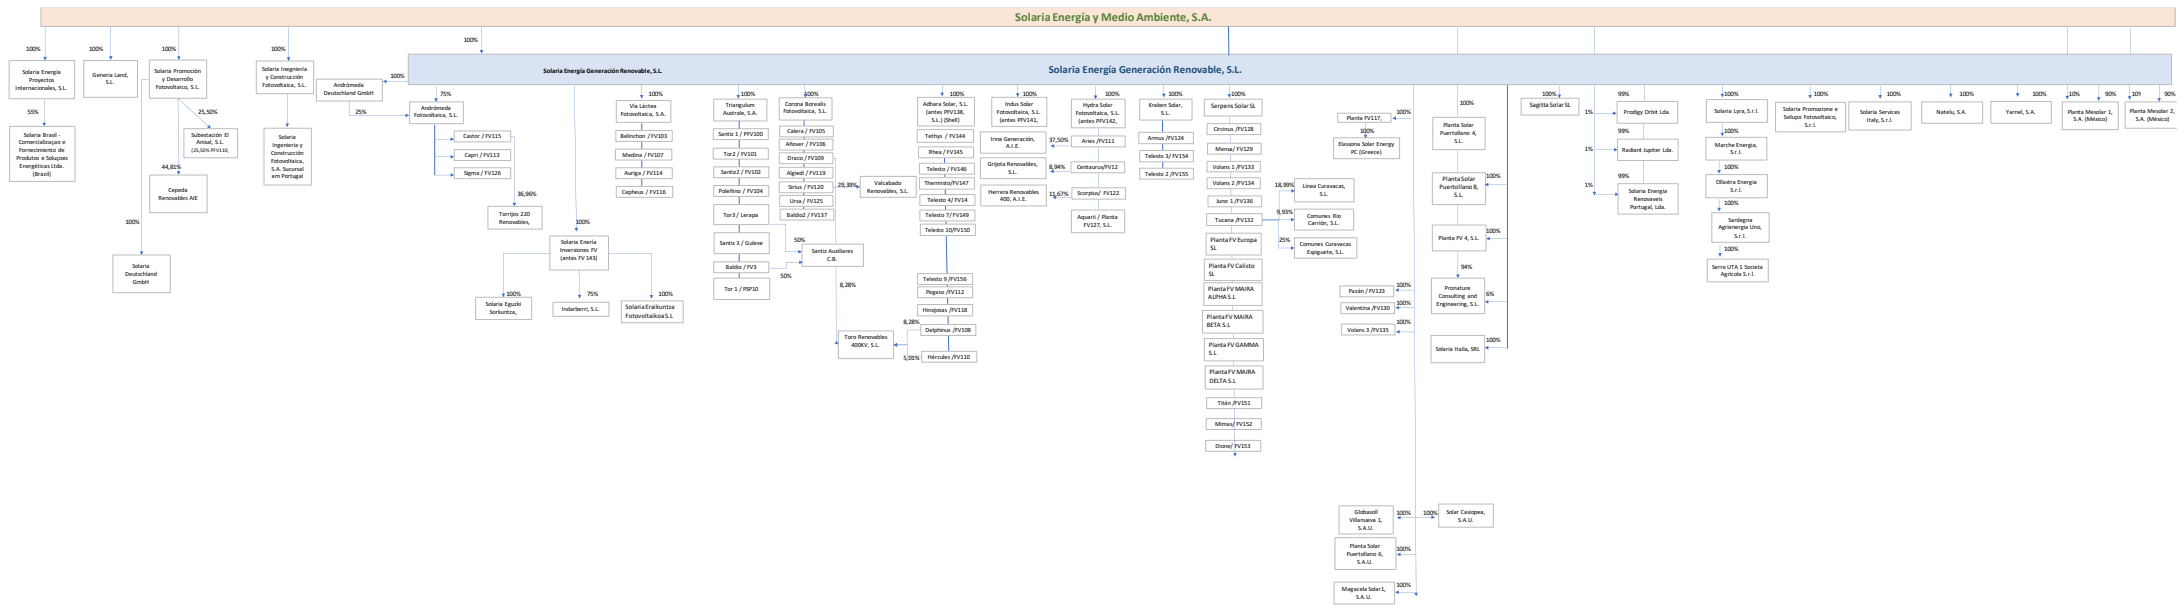 Solaria Energía y Medio Ambiente, S.A.
100%
100%
100%
100%
100%
Solaria Energía
Proyectos
Internacionales, S.L.
Generia Land,
S.L.
Solaria Promoción
y Desarrollo
Fotovoltaico, S.L.
Solaria Inegniería
y Construcción
Fotovoltaica, S.L.
Solaria Energía Generación Renovable, S.L.
Solaria Energía Generación Renovable, S.L.
Andrómeda
Deutschland GmbH
100%
25%
55%
Solaria Brasil -
Comercializaçao e
Fornecimiento de
Produtos e Soluçoes
Energéticas Ltda.
(Brazil)
25,50%
Subestación El
Anisal, S.L.
(25,50% PFV110,
44,81%
Cepeda
Renovables AIE
100%
Solaria
Deutschland
GmbH
Solaria
Ingenieria y
Construcción
Fotovoltaica,
S.A. Sucursal
em Portugal
75%
Andrómeda
Fotovoltaica, S.L.
Castor / FV115
Capri / FV113
Sigma / FV126
36,96%
Torrijos 220
Renovables,
100%
Solaria Enería
Inversiones FV
(antes FV 143)
100%
Solaria Eguzki
Sorkuntza,
75%
Indarberri, S.L.
100%
Solaria Eraikuntza
Fotovoltaikoa S.L
100%
Vía Láctea
Fotovoltaica, S.A.
Belinchon / FV103
Medina / FV107
Auriga / FV114
Cepheus / FV116
100%
Triangulum
Australe, S.A.
Santiz 1 / PFV100
Tor2 / FV101
Santiz2 / FV102
Poleñino / FV104
Tor3 / Lerapa
Santiz 3 / Guleve
Baldio / FV3
Tor 1 / PSP10
50%
50%
Santiz Auxiliares
C.B.
100%
Corona Borealis
Fotovoltaica, S.L.
Calera / FV105
Añover / FV106
Draco / FV109
Algiedi / FV119
Sirius / FV120
Ursa / FV125
Baldio2 / FV137
29,39%
Valcabado
Renovables, S.L.
8,28%
Toro Renovables
400KV, S.L.
8,28%
5,01%
100%
Adhara Solar, S.L.
(antes PFV138,
S.L.) (Shell)
Tethys / FV144
Rhea / FV145
Telesto / FV146
Thermisto/FV147
Telesto 4/ FV14
Telesto 7/ FV149
Telesto 10/FV150
Telesto 9 /FV156
Pegaso /FV112
Hinojosas /FV118
Delphinus /FV108
Hércules /FV110
100%
Indus Solar
Fotovoltaica, S.L.
(antes PFV141,
Irina Generación,
A.I.E.
37,50%
Grijota Renovables,
S.L.
8,94%
Herrera Renovables
400, A.I.E.
11,67%
100%
Hydra Solar
Fotovoltaica, S.L.
(antes PFV142,
Aries /FV111
Centaurus/FV12
Scorpius/ FV122
Aquarii / Planta
FV127, S.L.
100%
Kraken Solar,
S.L.
Armus /FV124
Telesto 3/ FV154
Telesto 2 /FV155
100%
Serpens Solar SL
Circinus /FV128
Mensa/ FV129
Volans 1 /FV133
Volans 2 /FV134
Juno 1 /FV136
Tucana /FV132
Planta FV Europa
SL
Planta FV Calisto
SL
Planta FV MAIRA
ALPHA S.L
Planta FV MAIRA
BETA S.L
Planta FV GAMMA
S.L
Planta FV MAIRA
DELTA S.L
Titán /FV151
Mimas/ FV152
Dione/ FV153
18,99%
Linea Curavacas,
S.L.
9,93%
Comunes Rio
Carrión, S.L.
25%
Comunes Curavacas
Espiguete, S.L.
Planta FV117,
100%
100%
Elassona Solar Energy
PC (Greece)
Pazán / FV123
100%
Valentina /FV130
100%
Volans 3 /FV135
100%
Globasoll
Villanueva 1,
S.A.U.
100%
100%
Solar Casiopea,
S.A.U.
Planta Solar
Puertollano 6,
S.A.U.
100%
Magacela Solar1,
S.A.U.
100%
100%
Planta Solar
Puertollano 4,
S.L.
Planta Solar
Puertollano 8,
S.L.
100%
Planta FV 4, S.L.
100%
94%
Pronature
Consulting and
Engineering, S.L.
6%
Solaria Italia, SRL
100%
100%
Sagitta Solar SL
99%
1%
Prodigy Orbit Lda.
99%
1%
Radiant Jupiter Lda.
99%
1%
Solaria Energia
Renovaveis
Portugal, Lda.
100%
Solaria Lyra, S.r.l.
100%
Marche Energia,
S.r.l.
100%
Ollastra Energia
S.r.l.
100%
Sardegna
Agrienergia Uno,
S.r.l.
100%
Serre UTA 1 Societa
Agricola S.r.l.
100%
Solaria Promozione e
Svilupo Fotovoltaico,
S.r.l.
100%
Solaria Services
Italy, S.r.l.
100%
Natelu, S.A.
100%
Yarnel, S.A.
10%
90%
Planta Mesolar 1,
S.A. (México)
10%
90%
Planta Mesolar 2,
S.A. (México)